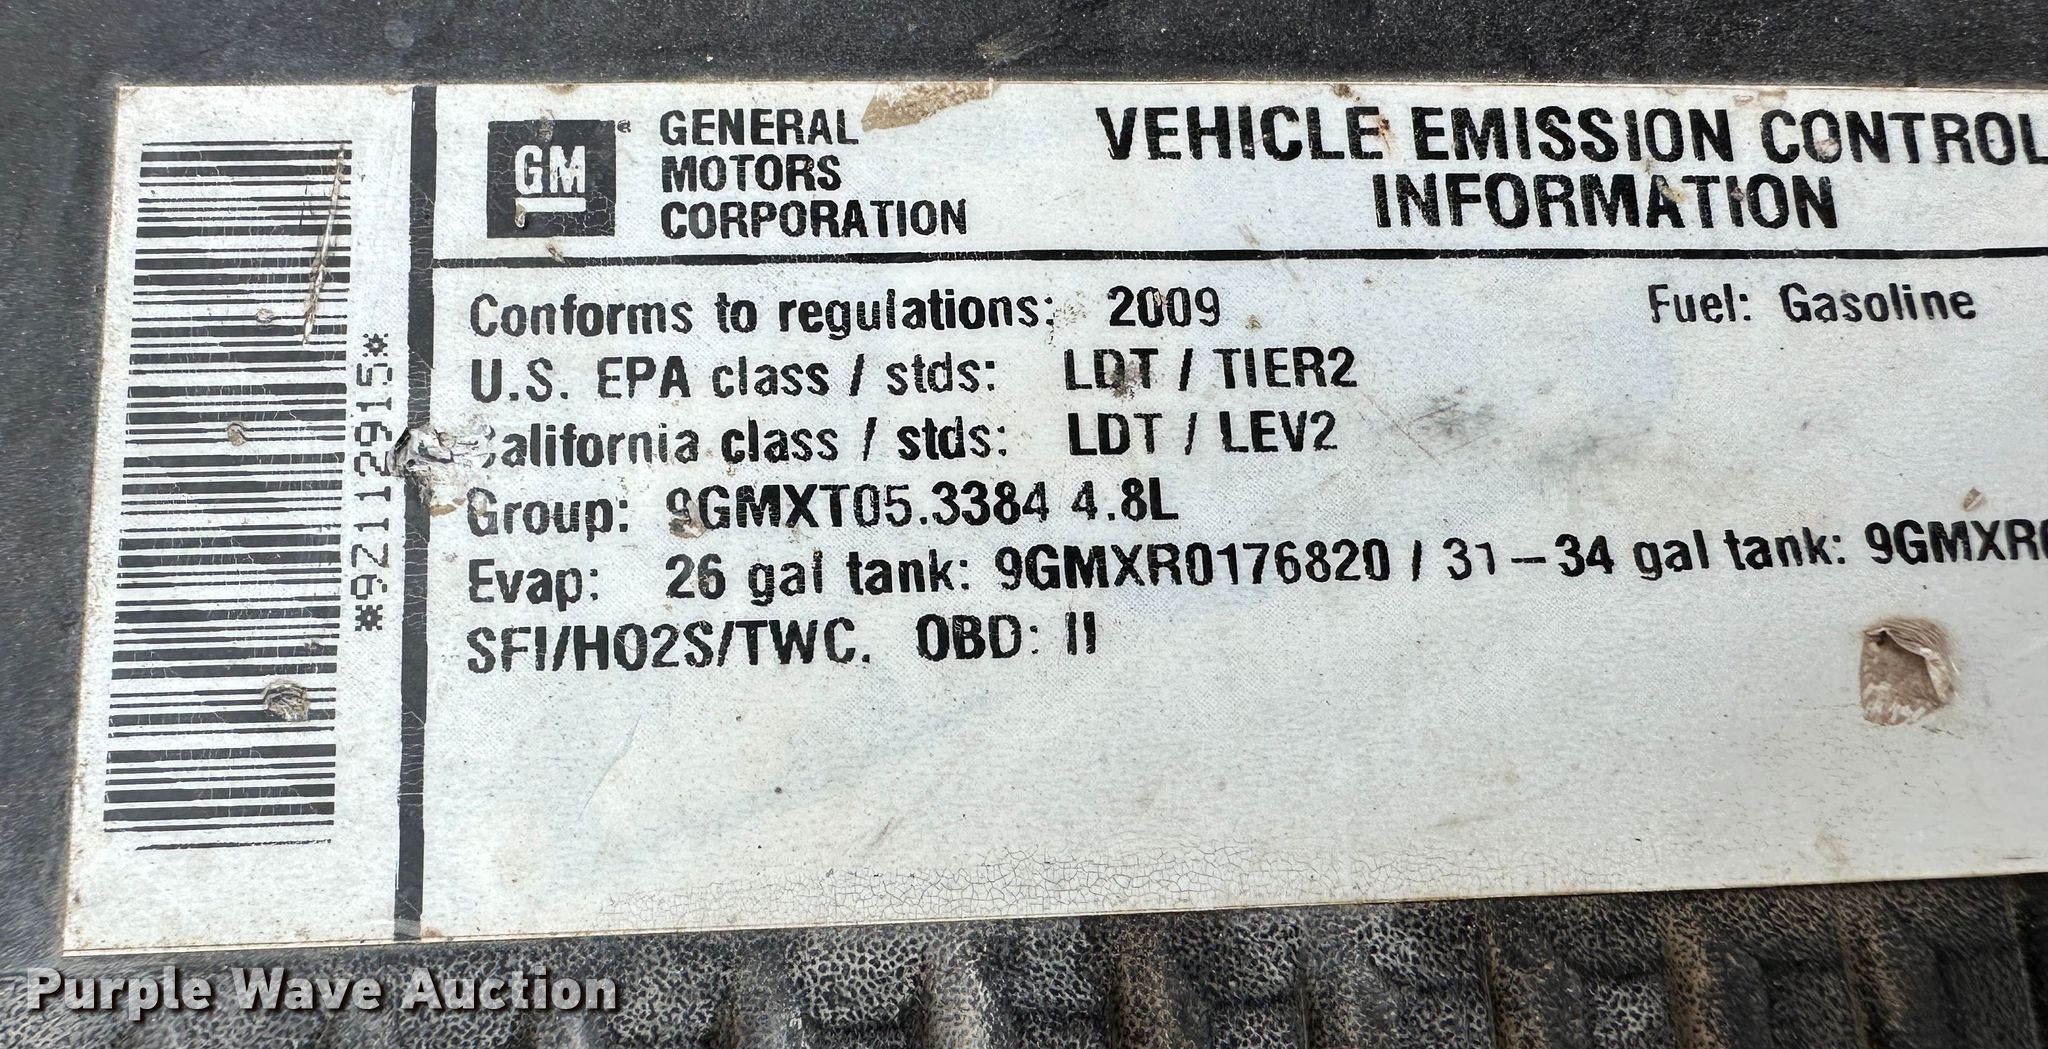 *9Z112915*
GM
GENERAL
MOTORS
CORPORATION
VEHICLE EMISSION CONTROL
INFORMATION
Conforms to regulations: 2009 Fuel: Gasoline
U.S. EPA class / stds: LDT / TIER2
California class / stds: LDT / LEV2
Group: 9GMXT05.3384 4.8L
Evap: 26 gal tank: 9GMXR0176820 / 31-34 gal tank: 9GMXR
SFI/HO2S/TWC. OBD: II
Purple Wave Auction